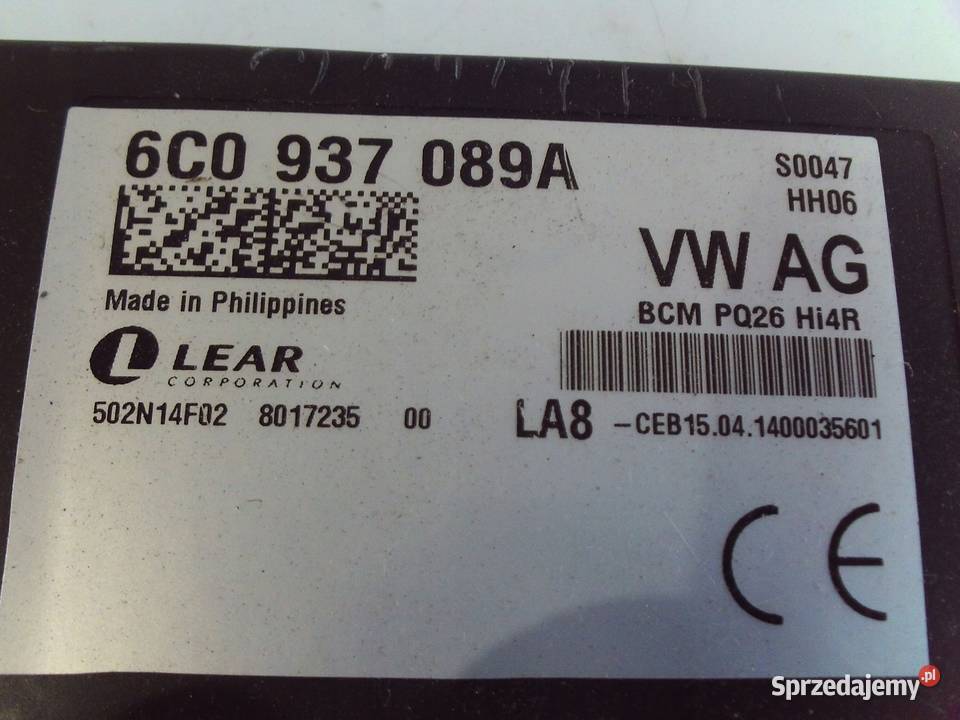 6C0 937 089A
S0047
HH06
VW AG
Made in Philippines
BCM PQ26 Hi4R
LEAR
CORPORATION
502N14F02 8017235 00
LA8 -CEB15.04.1400035601
CE
Sprzedajemy.pl